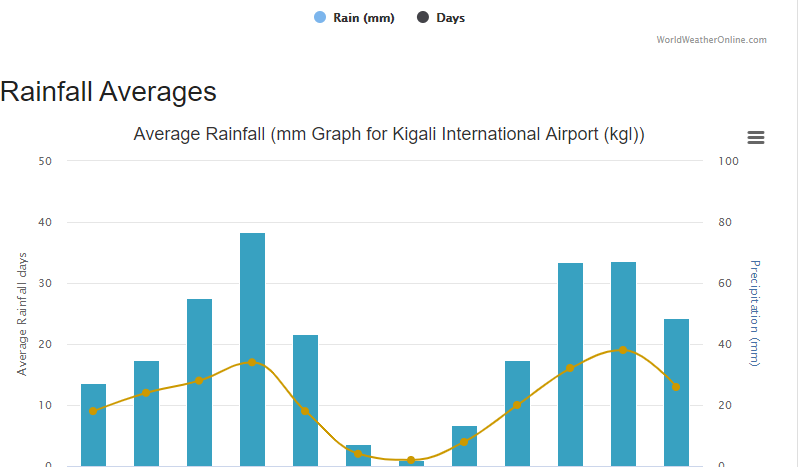 Rain (mm) Days
WorldWeatherOnline.com
Rainfall Averages
Average Rainfall (mm Graph for Kigali International Airport (kgl))
50 100
40 80
30 60
20 40
10 20
0 0
Average Rainfall days
Precipitation (mm)